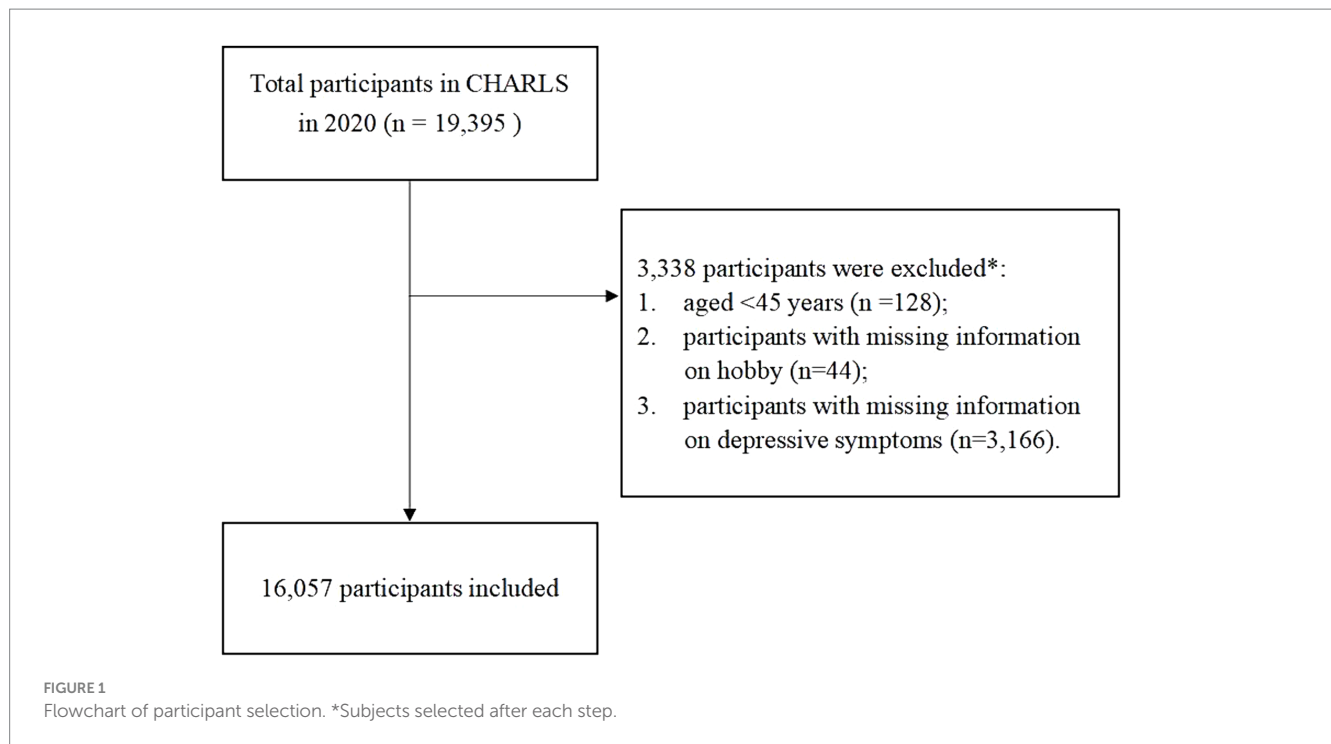 Total participants in CHARLS
in 2020 (n = 19,395 )
3,338 participants were excluded*:
1. aged <45 years (n =128);
2. participants with missing information
on hobby (n=44);
3. participants with missing information
on depressive symptoms (n=3,166).
16,057 participants included
FIGURE 1
Flowchart of participant selection. *Subjects selected after each step.